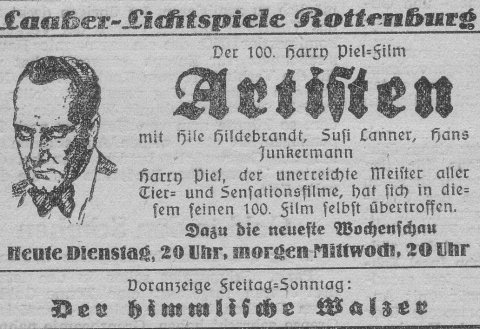 Laaber-Lichtspiele Rottenburg
Der 100. Harry Piel-Film
Artisten
mit Hile Hildebrandt, Susi Lanner, Hans
Junkermann
Harry Piel, der unerreichte Meister aller
Tier- und Sensationsfilme, hat sich in die-
sem seinen 100. Film selbst übertroffen.
Dazu die neueste Wochenschau
Heute Dienstag, 20 Uhr, morgen Mittwoch, 20 Uhr
Voranzeige Freitag-Sonntag:
Der himmlische Walzer